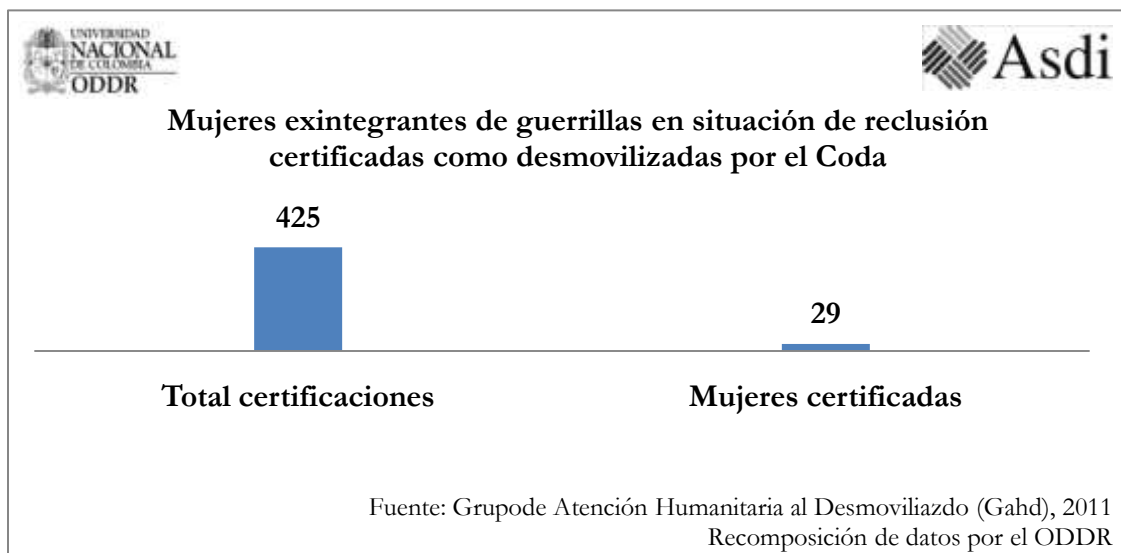 UNIVERSIDAD
NACIONAL
DE COLOMBIA
ODDR
Asdi
Mujeres exintegrantes de guerrillas en situación de reclusión
certificadas como desmovilizadas por el Coda
425
29
Total certificaciones
Mujeres certificadas
Fuente: Grupode Atención Humanitaria al Desmoviliazdo (Gahd), 2011
Recomposición de datos por el ODDR